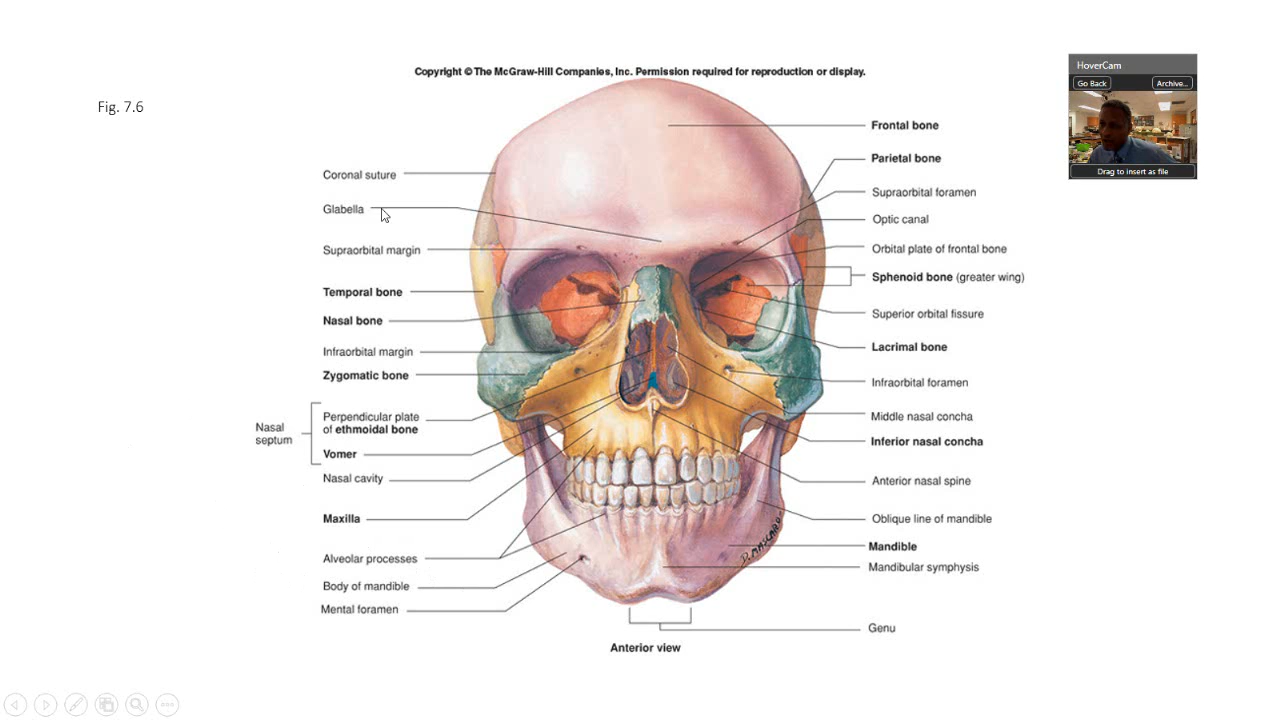 Copyright © The McGraw-Hill Companies, Inc. Permission required for reproduction or display.
Fig. 7.6
HoverCam
Go Back
Archive...
Drag to insert as file
Coronal suture
Glabella
Supraorbital margin
Temporal bone
Nasal bone
Infraorbital margin
Zygomatic bone
Nasal
septum
Perpendicular plate
of ethmoidal bone
Vomer
Nasal cavity
Maxilla
Alveolar processes
Body of mandible
Mental foramen
Frontal bone
Parietal bone
Supraorbital foramen
Optic canal
Orbital plate of frontal bone
Sphenoid bone (greater wing)
Superior orbital fissure
Lacrimal bone
Infraorbital foramen
Middle nasal concha
Inferior nasal concha
Anterior nasal spine
Oblique line of mandible
Mandible
Mandibular symphysis
Genu
D. MASCARO
Anterior view